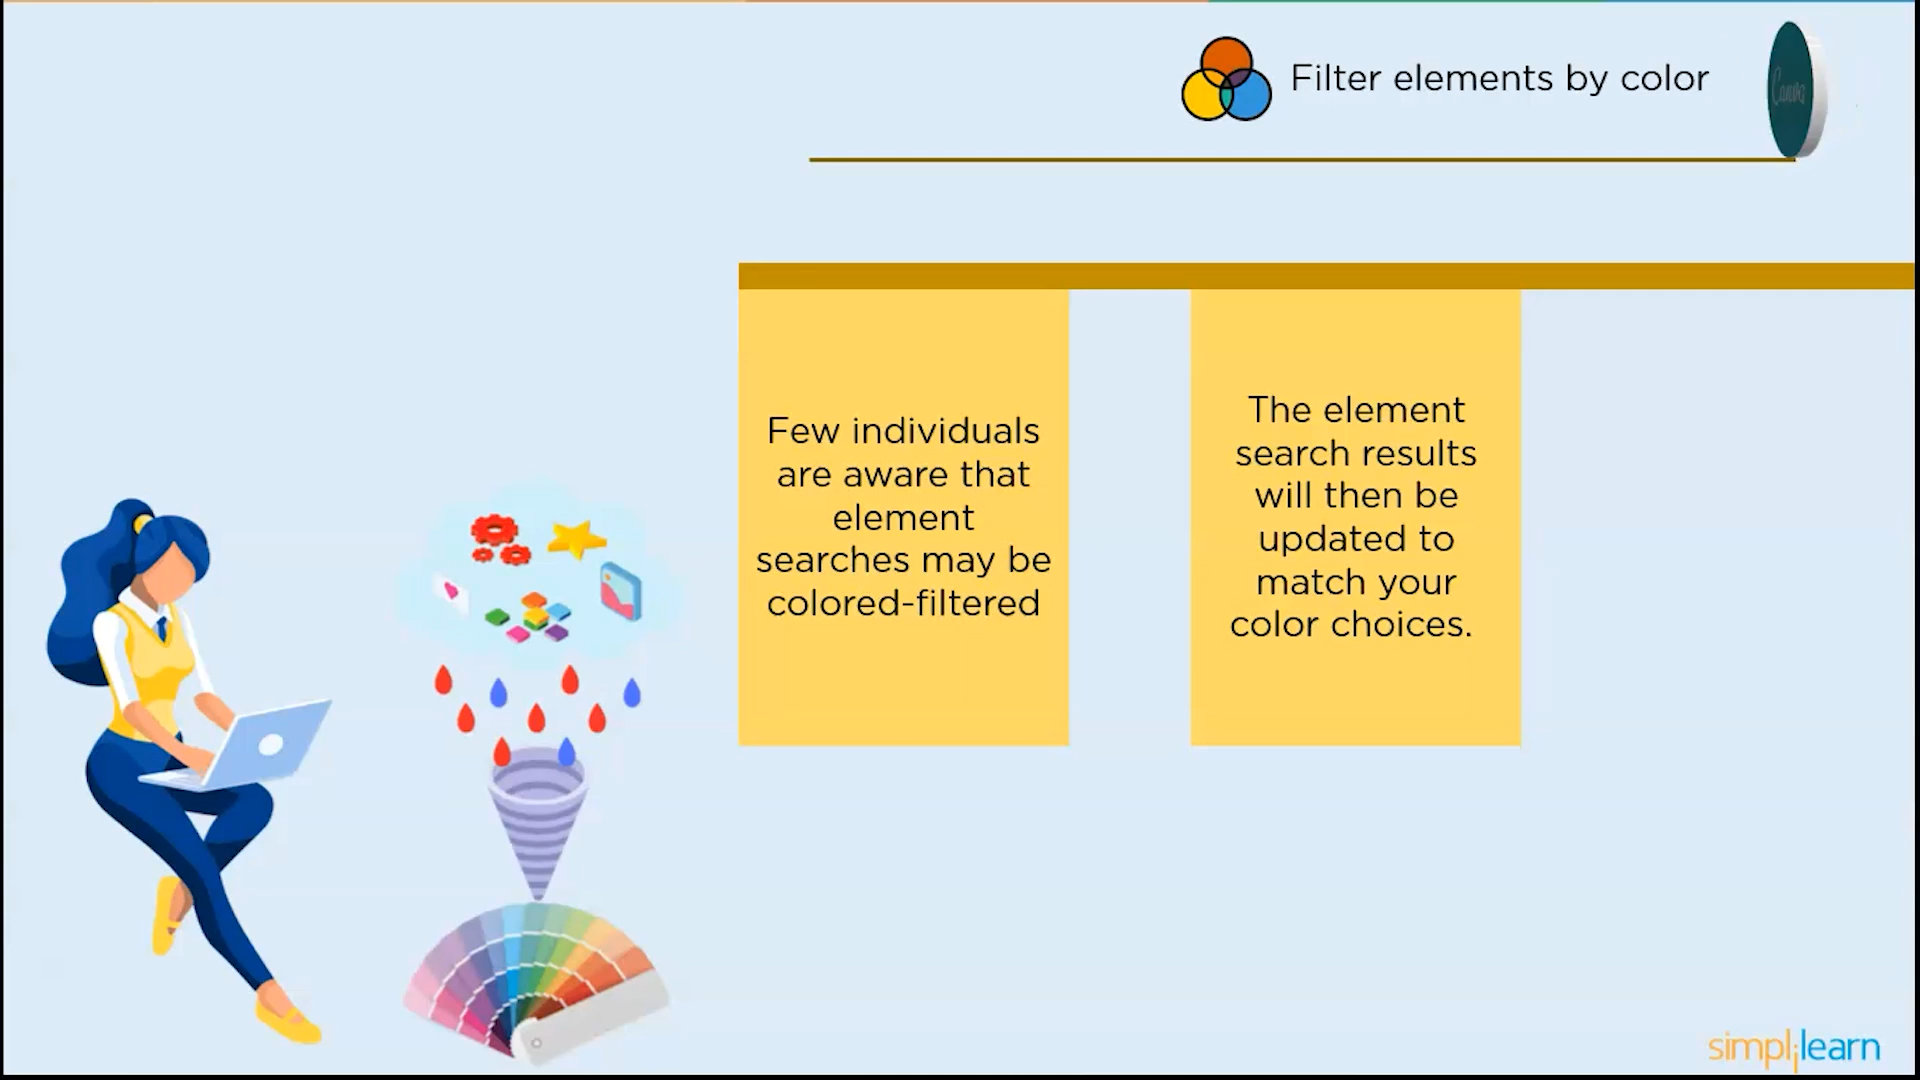 Filter elements by color
Canva
Few individuals
are aware that
element
searches may be
colored-filtered
The element
search results
will then be
updated to
match your
color choices.
simplilearn